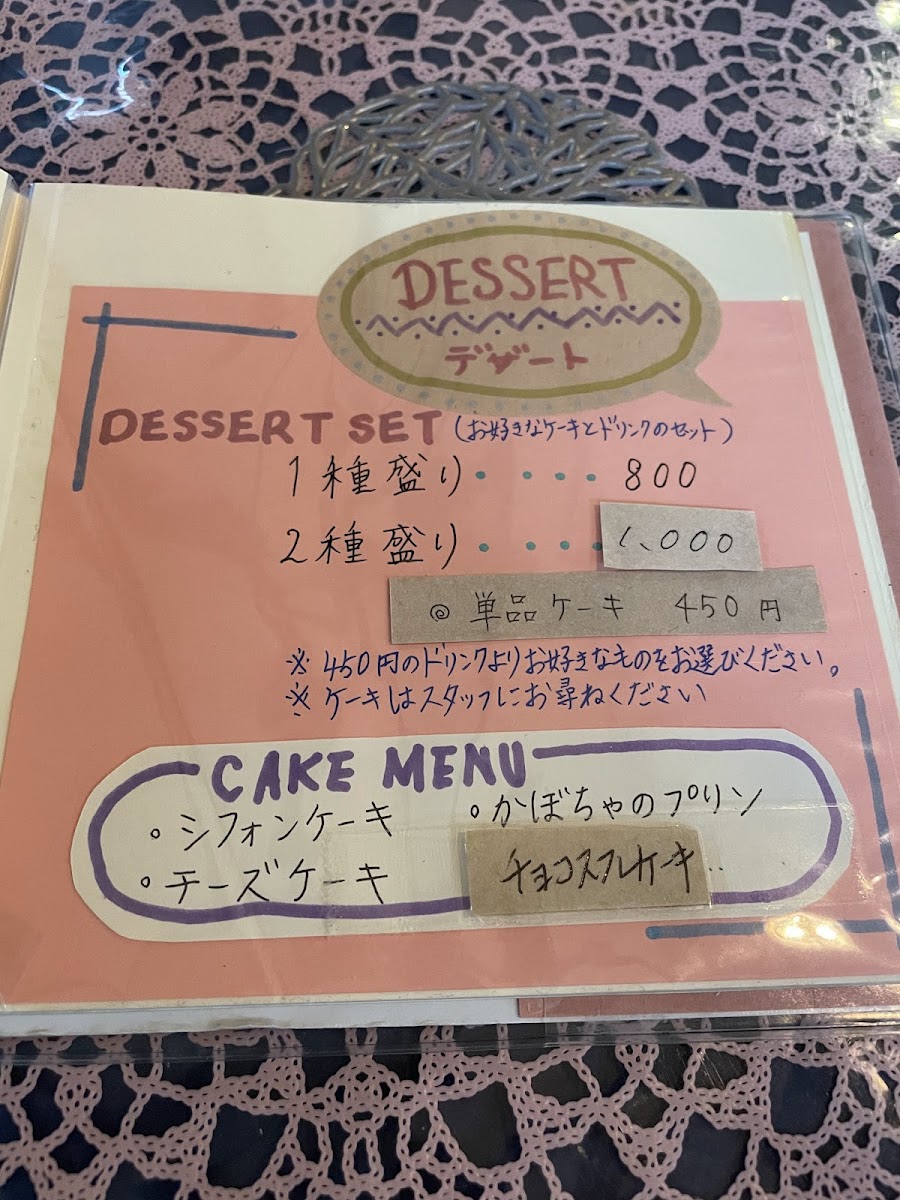 DESSERT
デザート
DESSERT SET (お好きなケーキとドリンクのセット)
1種盛り・・・・800
2種盛り・・・・1,000
◎ 単品ケーキ 450円
※ 450円のドリンクよりお好きなものをお選びください。
※ ケーキはスタッフにお尋ねください
CAKE MENU
・シフォンケーキ ・かぼちゃのプリン
・チーズケーキ チョコスフレケーキ